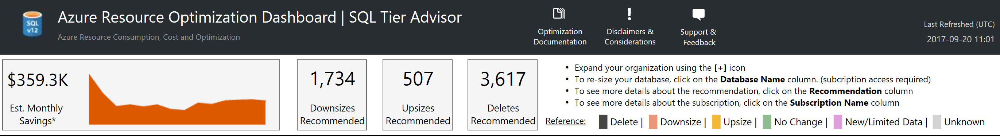 SQL
v12
Azure Resource Optimization Dashboard | SQL Tier Advisor
Azure Resource Consumption, Cost and Optimization
Optimization
Documentation
Disclaimers &
Considerations
Support &
Feedback
Last Refreshed (UTC)
2017-09-20 11:01
$359.3K
Est. Monthly
Savings*
1,734
Downsizes
Recommended
507
Upsizes
Recommended
3,617
Deletes
Recommended
• Expand your organization using the [+] icon
• To re-size your database, click on the Database Name column. (subcription access required)
• To see more details about the recommendation, click on the Recommendation column
• To see more details about the subscription, click on the Subscription Name column
Reference: Delete | Downsize | Upsize | No Change | New/Limited Data | Unknown